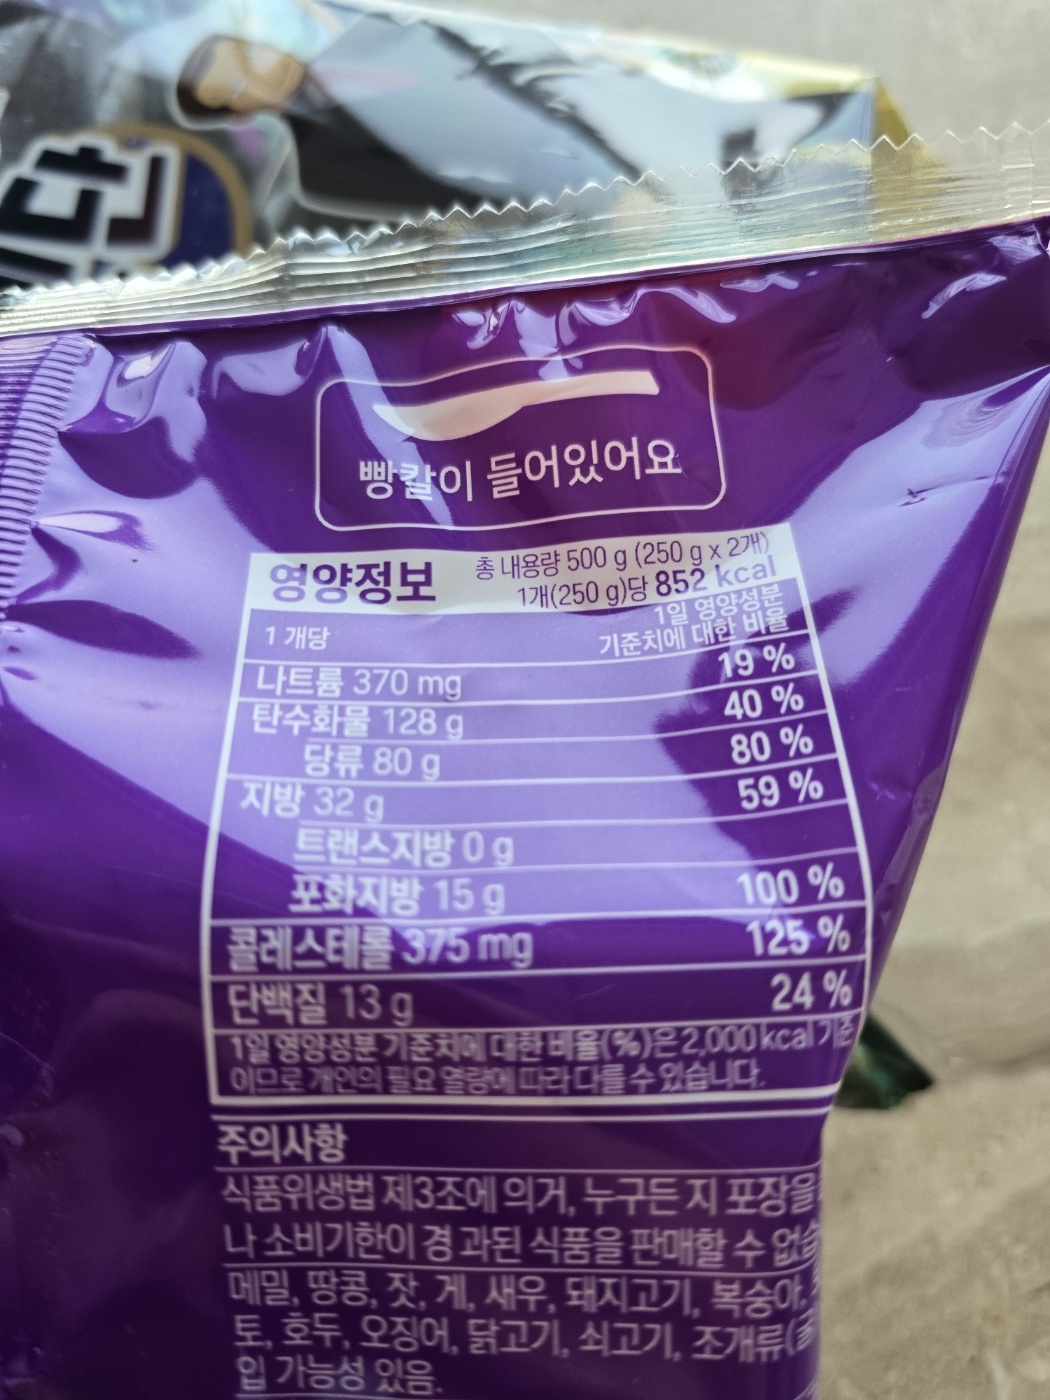 빵칼이 들어있어요
영양정보
총 내용량 500 g (250 g x 2개)
1개(250 g)당 852 kcal
1 개당
1일 영양성분
기준치에 대한 비율
나트륨 370 mg 19 %
탄수화물 128 g 40 %
당류 80 g 80 %
지방 32 g 59 %
트랜스지방 0 g
포화지방 15 g 100 %
콜레스테롤 375 mg 125 %
단백질 13 g 24 %
1일 영양성분 기준치에 대한 비율(%)은 2,000 kcal 기준
이므로 개인의 필요 열량에 따라 다를 수 있습니다.
주의사항
식품위생법 제3조에 의거, 누구든지 포장을
나 소비기한이 경과된 식품을 판매할 수 없습
메밀, 땅콩, 잣, 게, 새우, 돼지고기, 복숭아,
토, 호두, 오징어, 닭고기, 쇠고기, 조개류(굴
입 가능성 있음.